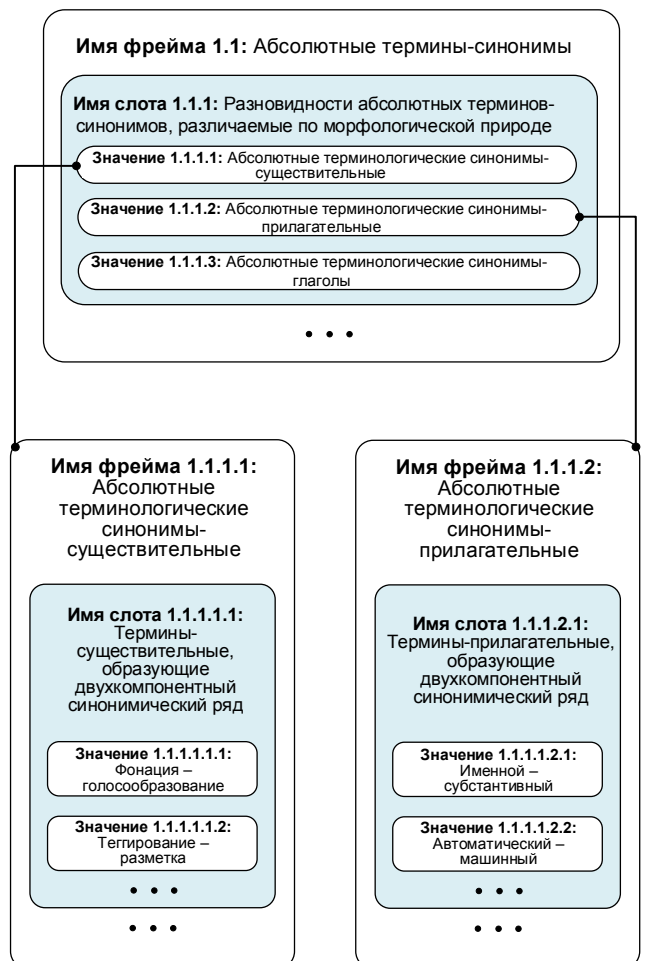 Имя фрейма 1.1: Абсолютные термины-синонимы
Имя слота 1.1.1: Разновидности абсолютных терминов-
синонимов, различаемые по морфологической природе
Значение 1.1.1.1: Абсолютные терминологические синонимы-
существительные
Значение 1.1.1.2: Абсолютные терминологические синонимы-
прилагательные
Значение 1.1.1.3: Абсолютные терминологические синонимы-
глаголы
• • •
Имя фрейма 1.1.1.1:
Абсолютные
терминологические
синонимы-
существительные
Имя слота 1.1.1.1.1:
Термины-
существительные,
образующие
двухкомпонентный
синонимический ряд
Значение 1.1.1.1.1.1:
Фонация –
голосообразование
Значение 1.1.1.1.1.2:
Теггирование –
разметка
• • •
• • •
Имя фрейма 1.1.1.2:
Абсолютные
терминологические
синонимы-
прилагательные
Имя слота 1.1.1.2.1:
Термины-прилагательные,
образующие
двухкомпонентный
синонимический ряд
Значение 1.1.1.1.2.1:
Именной –
субстантивный
Значение 1.1.1.1.2.2:
Автоматический –
машинный
• • •
• • •